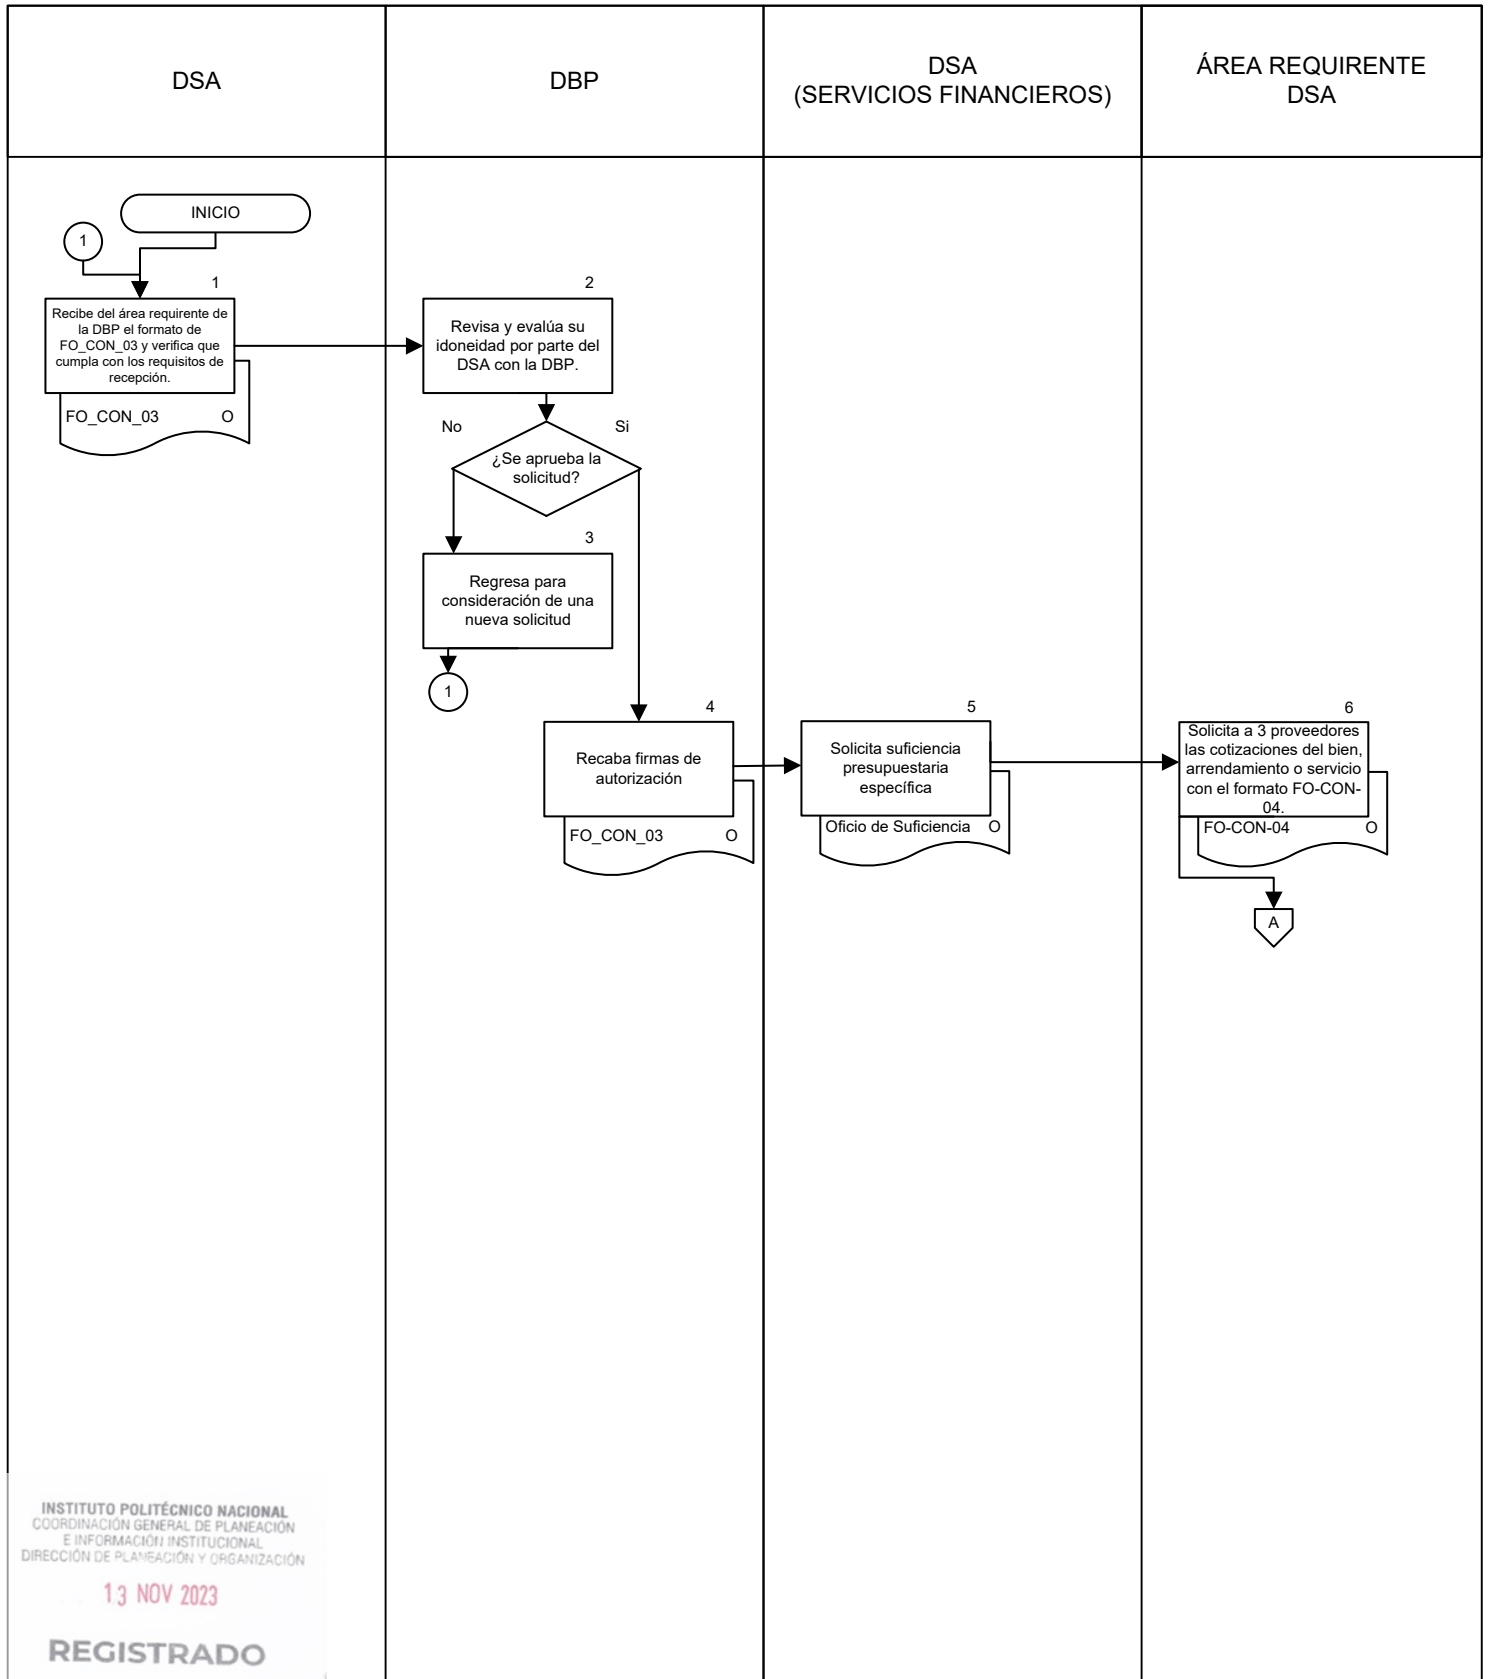 DSA
DBP
DSA
(SERVICIOS FINANCIEROS)
ÁREA REQUIRENTE
DSA
INICIO
1
1
Recibe del área requirente de
la DBP el formato de
FO_CON_03 y verifica que
cumpla con los requisitos de
recepción.
FO_CON_03 O
2
Revisa y evalúa su
idoneidad por parte del
DSA con la DBP.
No
Si
¿Se aprueba la
solicitud?
3
Regresa para
consideración de una
nueva solicitud
1
4
Recaba firmas de
autorización
FO_CON_03 O
5
Solicita suficiencia
presupuestaria
específica
Oficio de Suficiencia O
6
Solicita a 3 proveedores
las cotizaciones del bien,
arrendamiento o servicio
con el formato FO-CON-
04.
FO-CON-04 O
A
INSTITUTO POLITÉCNICO NACIONAL
COORDINACIÓN GENERAL DE PLANEACIÓN
E INFORMACIÓN INSTITUCIONAL
DIRECCIÓN DE PLANEACIÓN Y ORGANIZACIÓN
13 NOV 2023
REGISTRADO